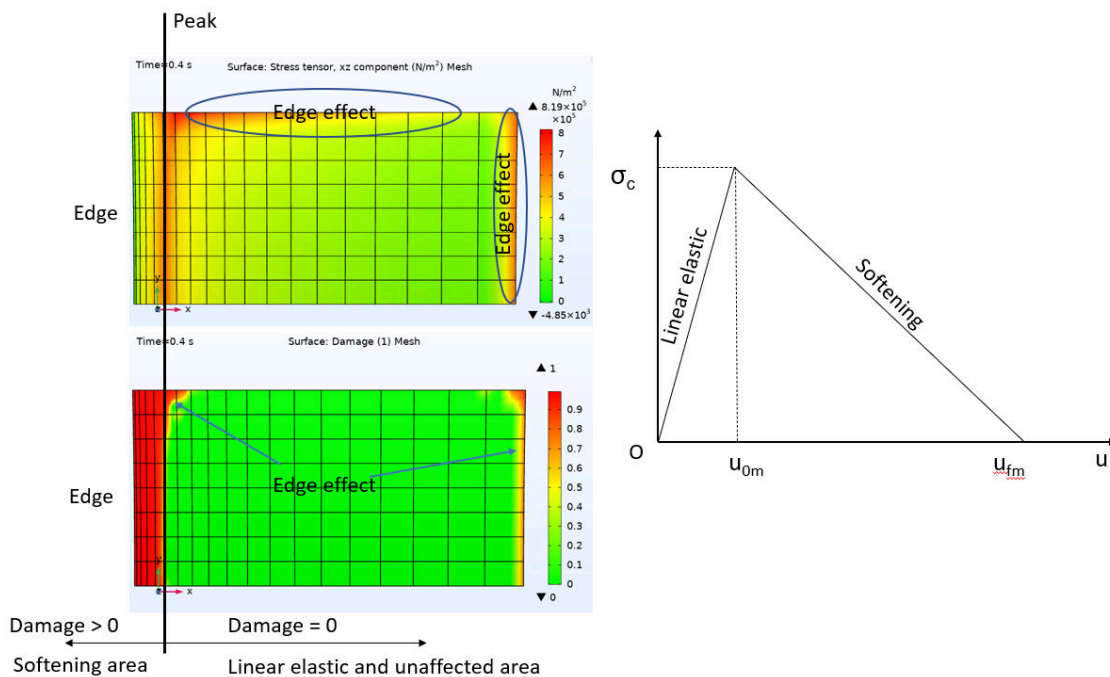 Peak
Time=0.4 s Surface: Stress tensor, xz component (N/m²) Mesh
N/m²
▲ 8.19×10⁵
×10⁵
8
7
6
5
4
3
2
1
0
▼ -4.85×10³
Edge effect
Edge effect
Edge
y
x
Time=0.4 s Surface: Damage (1) Mesh
▲ 1
0.9
0.8
0.7
0.6
0.5
0.4
0.3
0.2
0.1
0
▼ 0
Edge effect
Edge
y
x
Damage > 0 Damage = 0
Softening area Linear elastic and unaffected area
σc
Linear elastic
Softening
O
u0m
ufm
u